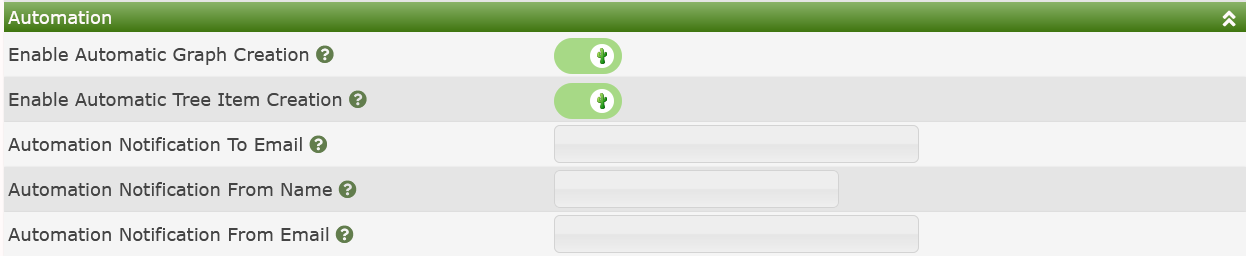 Automation
Enable Automatic Graph Creation ?
Enable Automatic Tree Item Creation ?
Automation Notification To Email ?
Automation Notification From Name ?
Automation Notification From Email ?